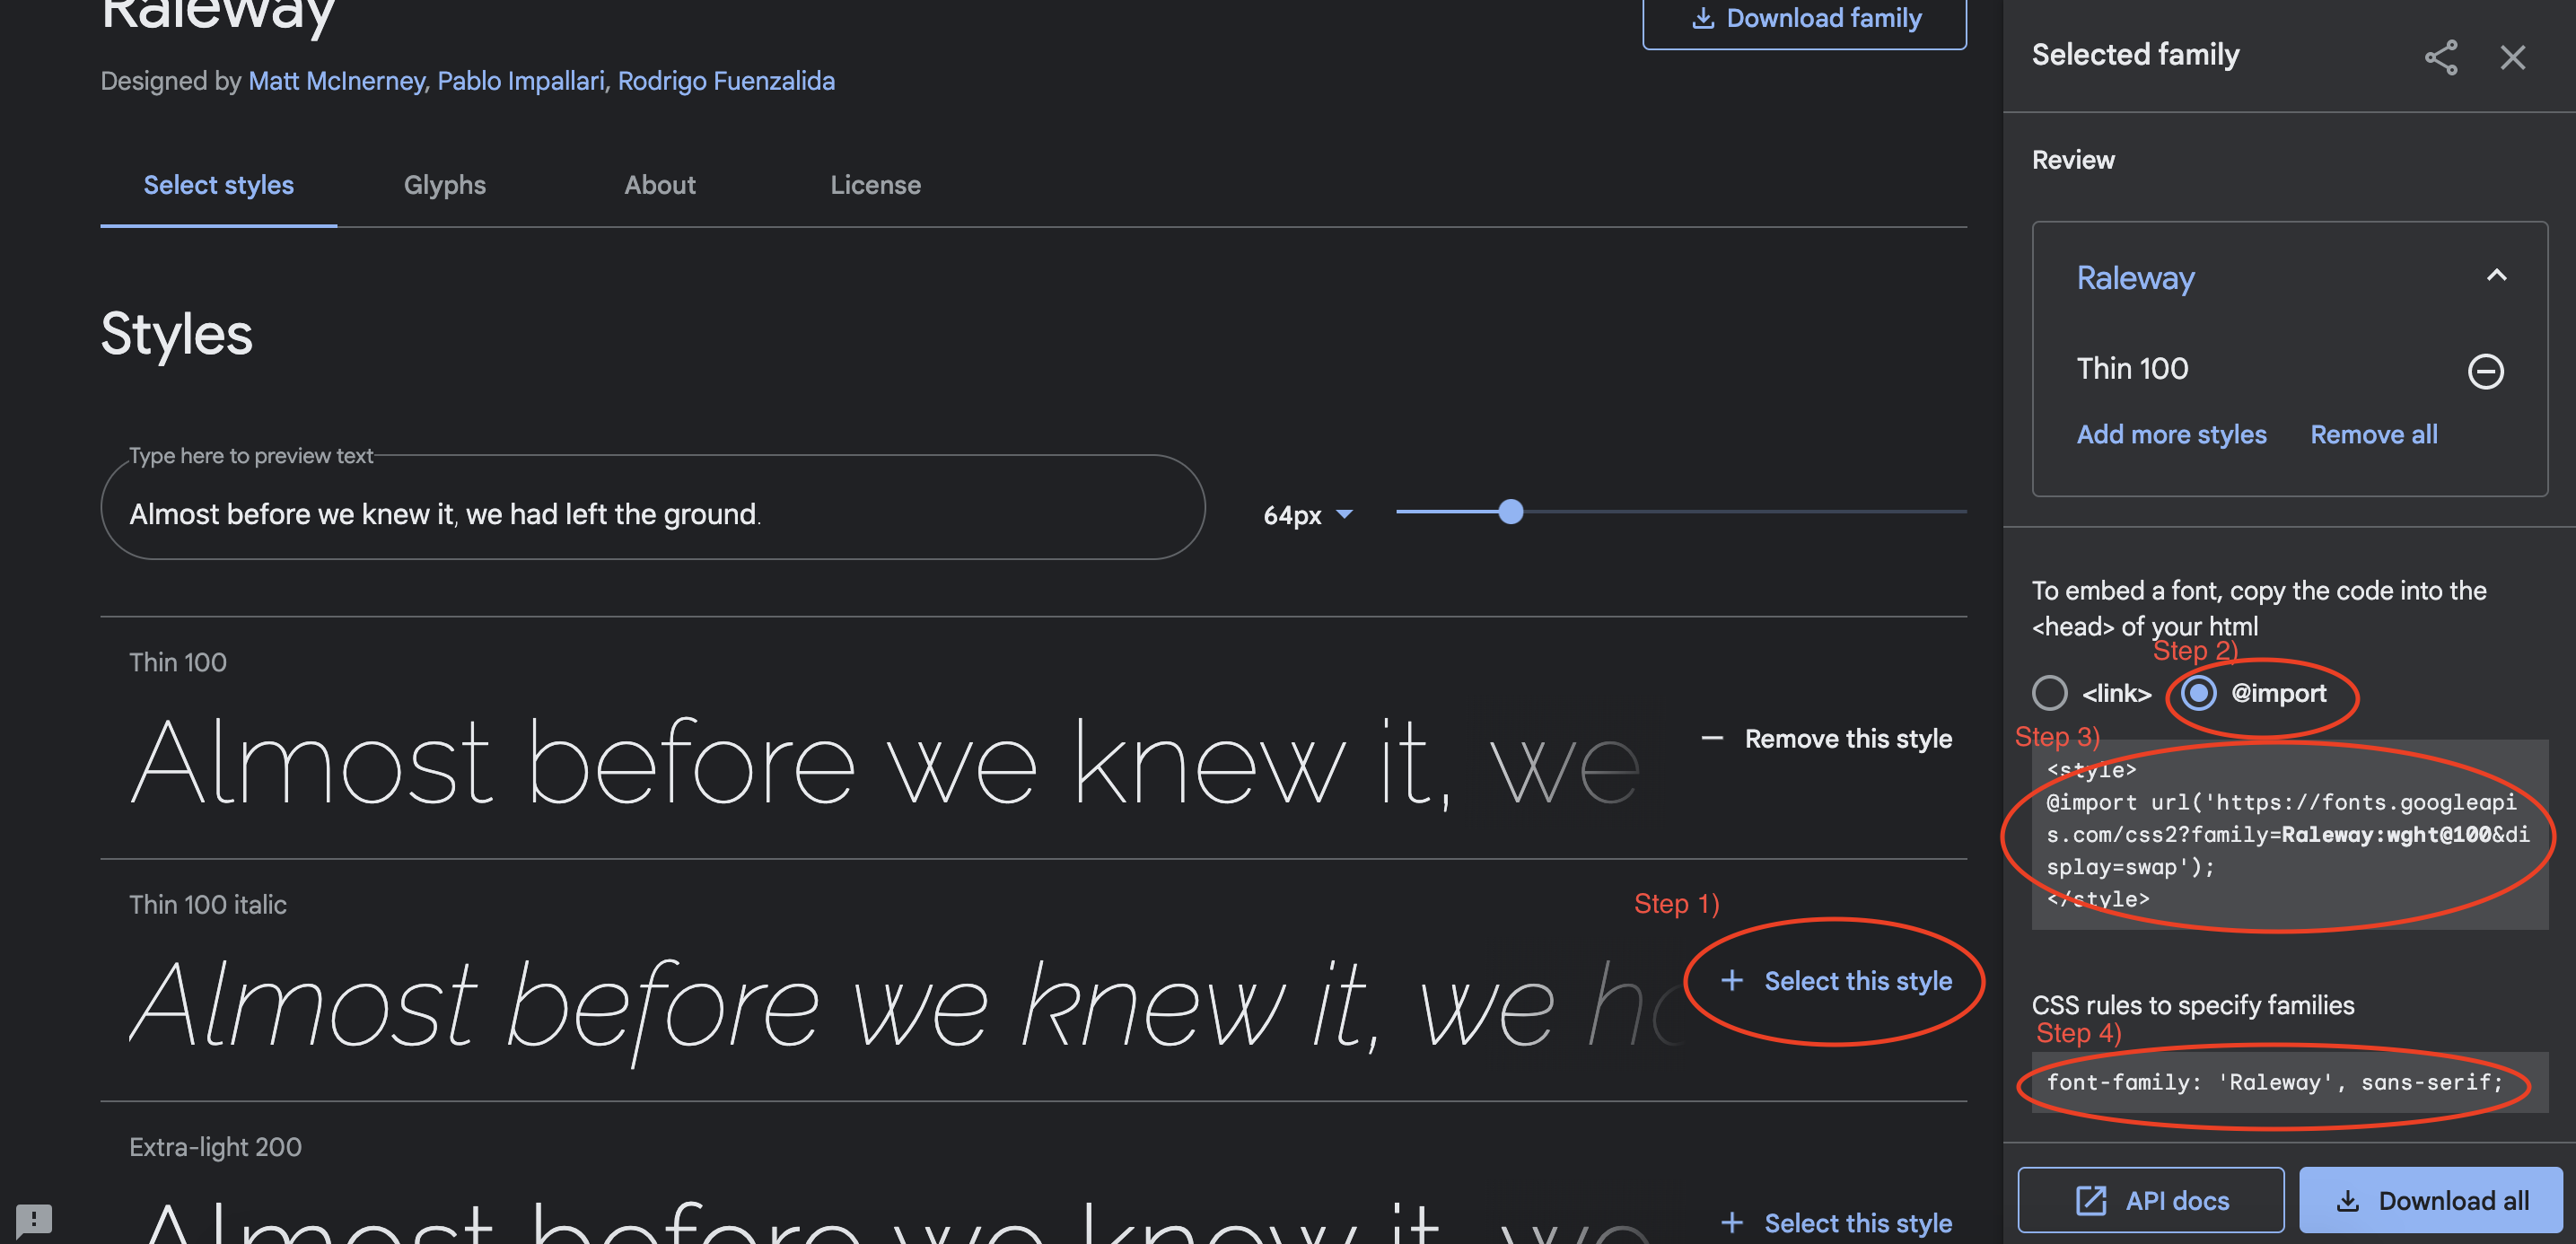 Raleway
Download family
Designed by Matt McInerney, Pablo Impallari, Rodrigo Fuenzalida
Select styles
Glyphs
About
License
Styles
Type here to preview text
Almost before we knew it, we had left the ground.
64px
Thin 100
Almost before we knew it, we
Remove this style
Thin 100 italic
Step 1)
Almost before we knew it, we ha
Select this style
Extra-light 200
Almost before we knew it, we
Select this style
Selected family
Review
Raleway
Thin 100
Add more styles
Remove all
To embed a font, copy the code into the
<head> of your html
Step 2)
<link>
@import
Step 3)
<style>
@import url('https://fonts.googleapi
s.com/css2?family=Raleway:wght@100&di
splay=swap');
</style>
CSS rules to specify families
Step 4)
font-family: 'Raleway', sans-serif;
API docs
Download all